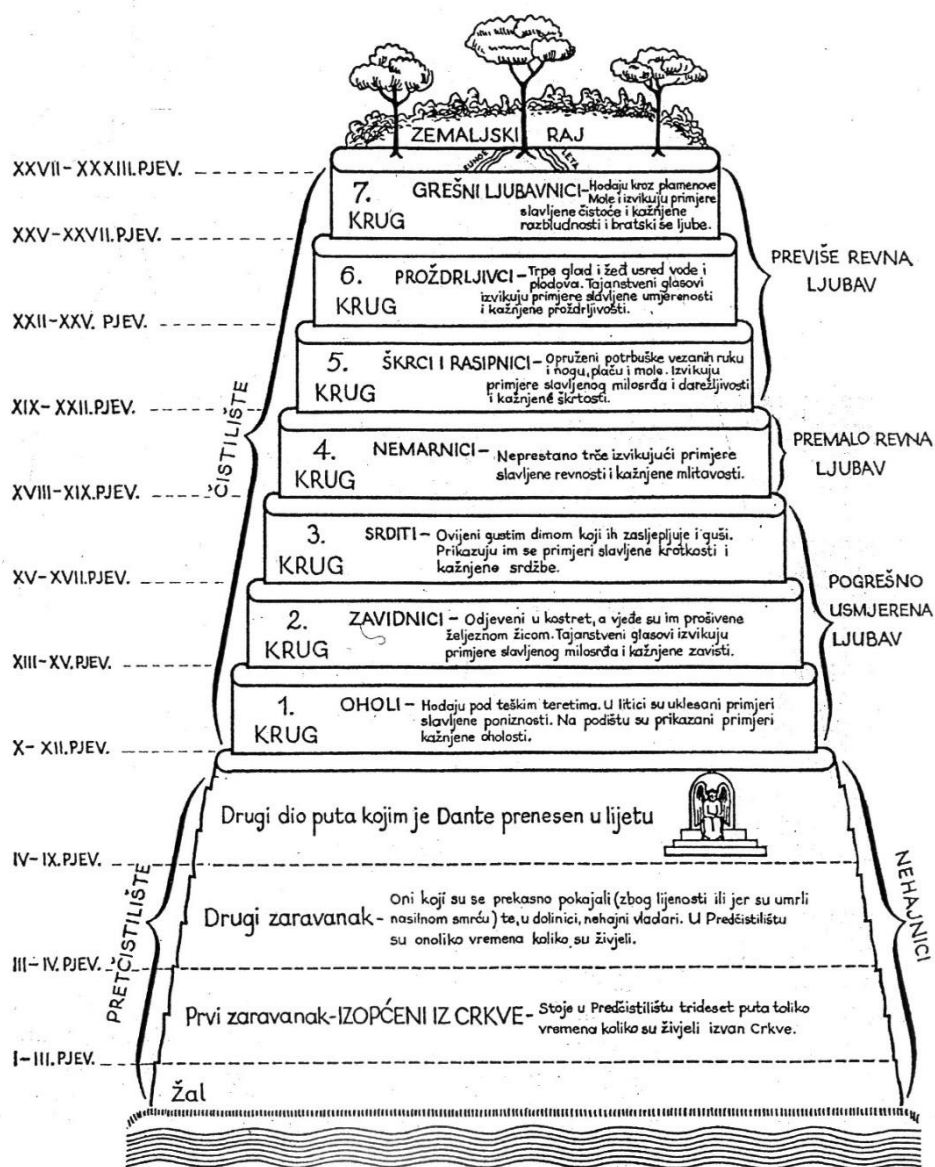 ZEMALJSKI RAJ
EUNOE
LETA
XXVII-XXXIII.PJEV.
7.
KRUG
GREŠNI LJUBAVNICI-Hodaju kroz plamenove
Mole i izvikuju primjere
slavljene čistoće i kažnjene
razbludnosti i bratski se ljube.
XXV-XXVII.PJEV.
6.
KRUG
PROŽDRLJIVCI-Trpe glad i žeđ usred vode i
plodova. Tajanstveni glasovi
izvikuju primjere slavljene umjerenosti
i kažnjene proždrljivosti.
PREVIŠE REVNA
LJUBAV
XXII-XXV. PJEV.
5.
KRUG
ŠKRCI I RASIPNICI- Opruženi potrbuške vezanih ruku
i nogu, plaču i mole. Izvikuju
primjere slavljenog milosrđa i darežljivosti
i kažnjene škrtosti.
XIX-XXII.PJEV.
ČISTILIŠTE
4.
KRUG
NEMARNICI- Neprestano trče izvikujući primjere
slavljene revnosti i kažnjene mlitavosti.
PREMALO REVNA
LJUBAV
XVIII-XIX.PJEV.
3.
KRUG
SRDITI- Ovijeni gustim dimom koji ih zasljepljuje i guši.
Prikazuju im se primjeri slavljene krotkosti i
kažnjene srdžbe.
XV-XVII.PJEV.
2.
KRUG
ZAVIDNICI- Odjeveni u kostret, a vjeđe su im prošivene
željeznom žicom. Tajanstveni glasovi izvikuju
primjere slavljenog milosrđa i kažnjene zavisti.
POGREŠNO
USMJERENA
LJUBAV
XIII-XV.PJEV.
1.
KRUG
OHOLI- Hodaju pod teškim teretima. U litici su uklesani primjeri
slavljene poniznosti. Na podištu su prikazani primjeri
kažnjene oholosti.
X-XII.PJEV.
Drugi dio puta kojim je Dante prenesen u lijetu
IV-IX.PJEV.
PRETČISTILIŠTE
Drugi zaravanak- Oni koji su se prekasno pokajali (zbog lijenosti ili jer su umrli
nasilnom smrću) te, u dolinici, nehajni vladari. U Predčistilištu
su onoliko vremena koliko su živjeli.
NEHAJNICI
III-IV.PJEV.
Prvi zaravanak-IZOPĆENI IZ CRKVE- Stoje u Predčistilištu trideset puta toliko
vremena koliko su živjeli izvan Crkve.
I-III.PJEV.
Žal